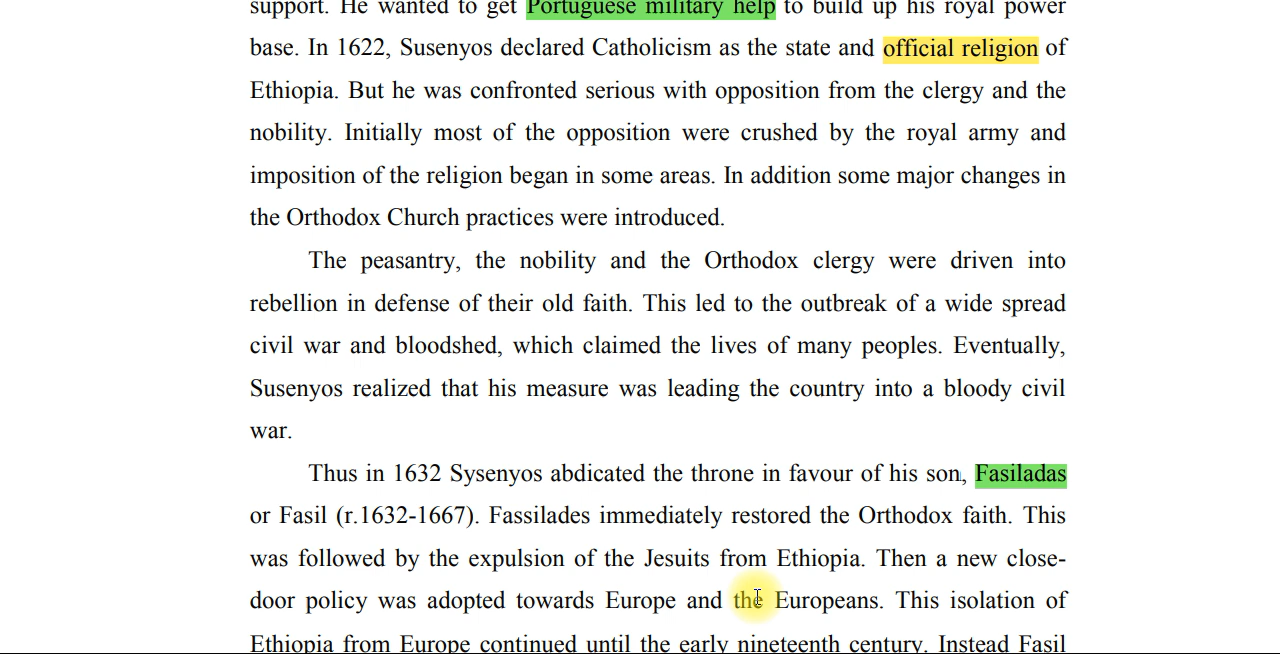 support. He wanted to get Portuguese military help to build up his royal power
base. In 1622, Susenyos declared Catholicism as the state and official religion of
Ethiopia. But he was confronted serious with opposition from the clergy and the
nobility. Initially most of the opposition were crushed by the royal army and
imposition of the religion began in some areas. In addition some major changes in
the Orthodox Church practices were introduced.
The peasantry, the nobility and the Orthodox clergy were driven into
rebellion in defense of their old faith. This led to the outbreak of a wide spread
civil war and bloodshed, which claimed the lives of many peoples. Eventually,
Susenyos realized that his measure was leading the country into a bloody civil
war.
Thus in 1632 Sysenyos abdicated the throne in favour of his son, Fasiladas
or Fasil (r.1632-1667). Fassilades immediately restored the Orthodox faith. This
was followed by the expulsion of the Jesuits from Ethiopia. Then a new close-
door policy was adopted towards Europe and the Europeans. This isolation of
Ethiopia from Europe continued until the early nineteenth century. Instead Fasil